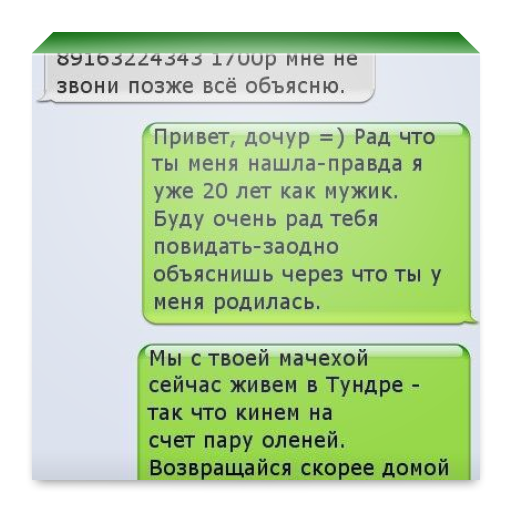 89163224343 1700р мне не
звони позже всё объясню.
Привет, дочур =) Рад что
ты меня нашла-правда я
уже 20 лет как мужик.
Буду очень рад тебя
повидать-заодно
объяснишь через что ты у
меня родилась.
Мы с твоей мачехой
сейчас живем в Тундре -
так что кинем на
счет пару оленей.
Возвращайся скорее домой